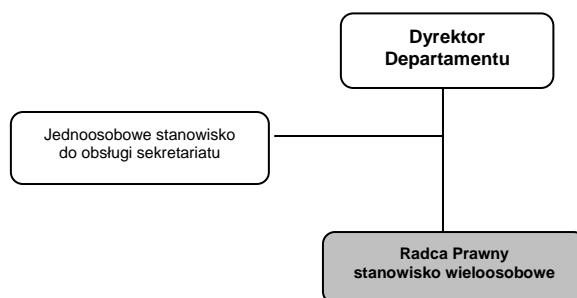 Dyrektor
Departamentu
Jednoosobowe stanowisko
do obsługi sekretariatu
Radca Prawny
stanowisko wieloosobowe